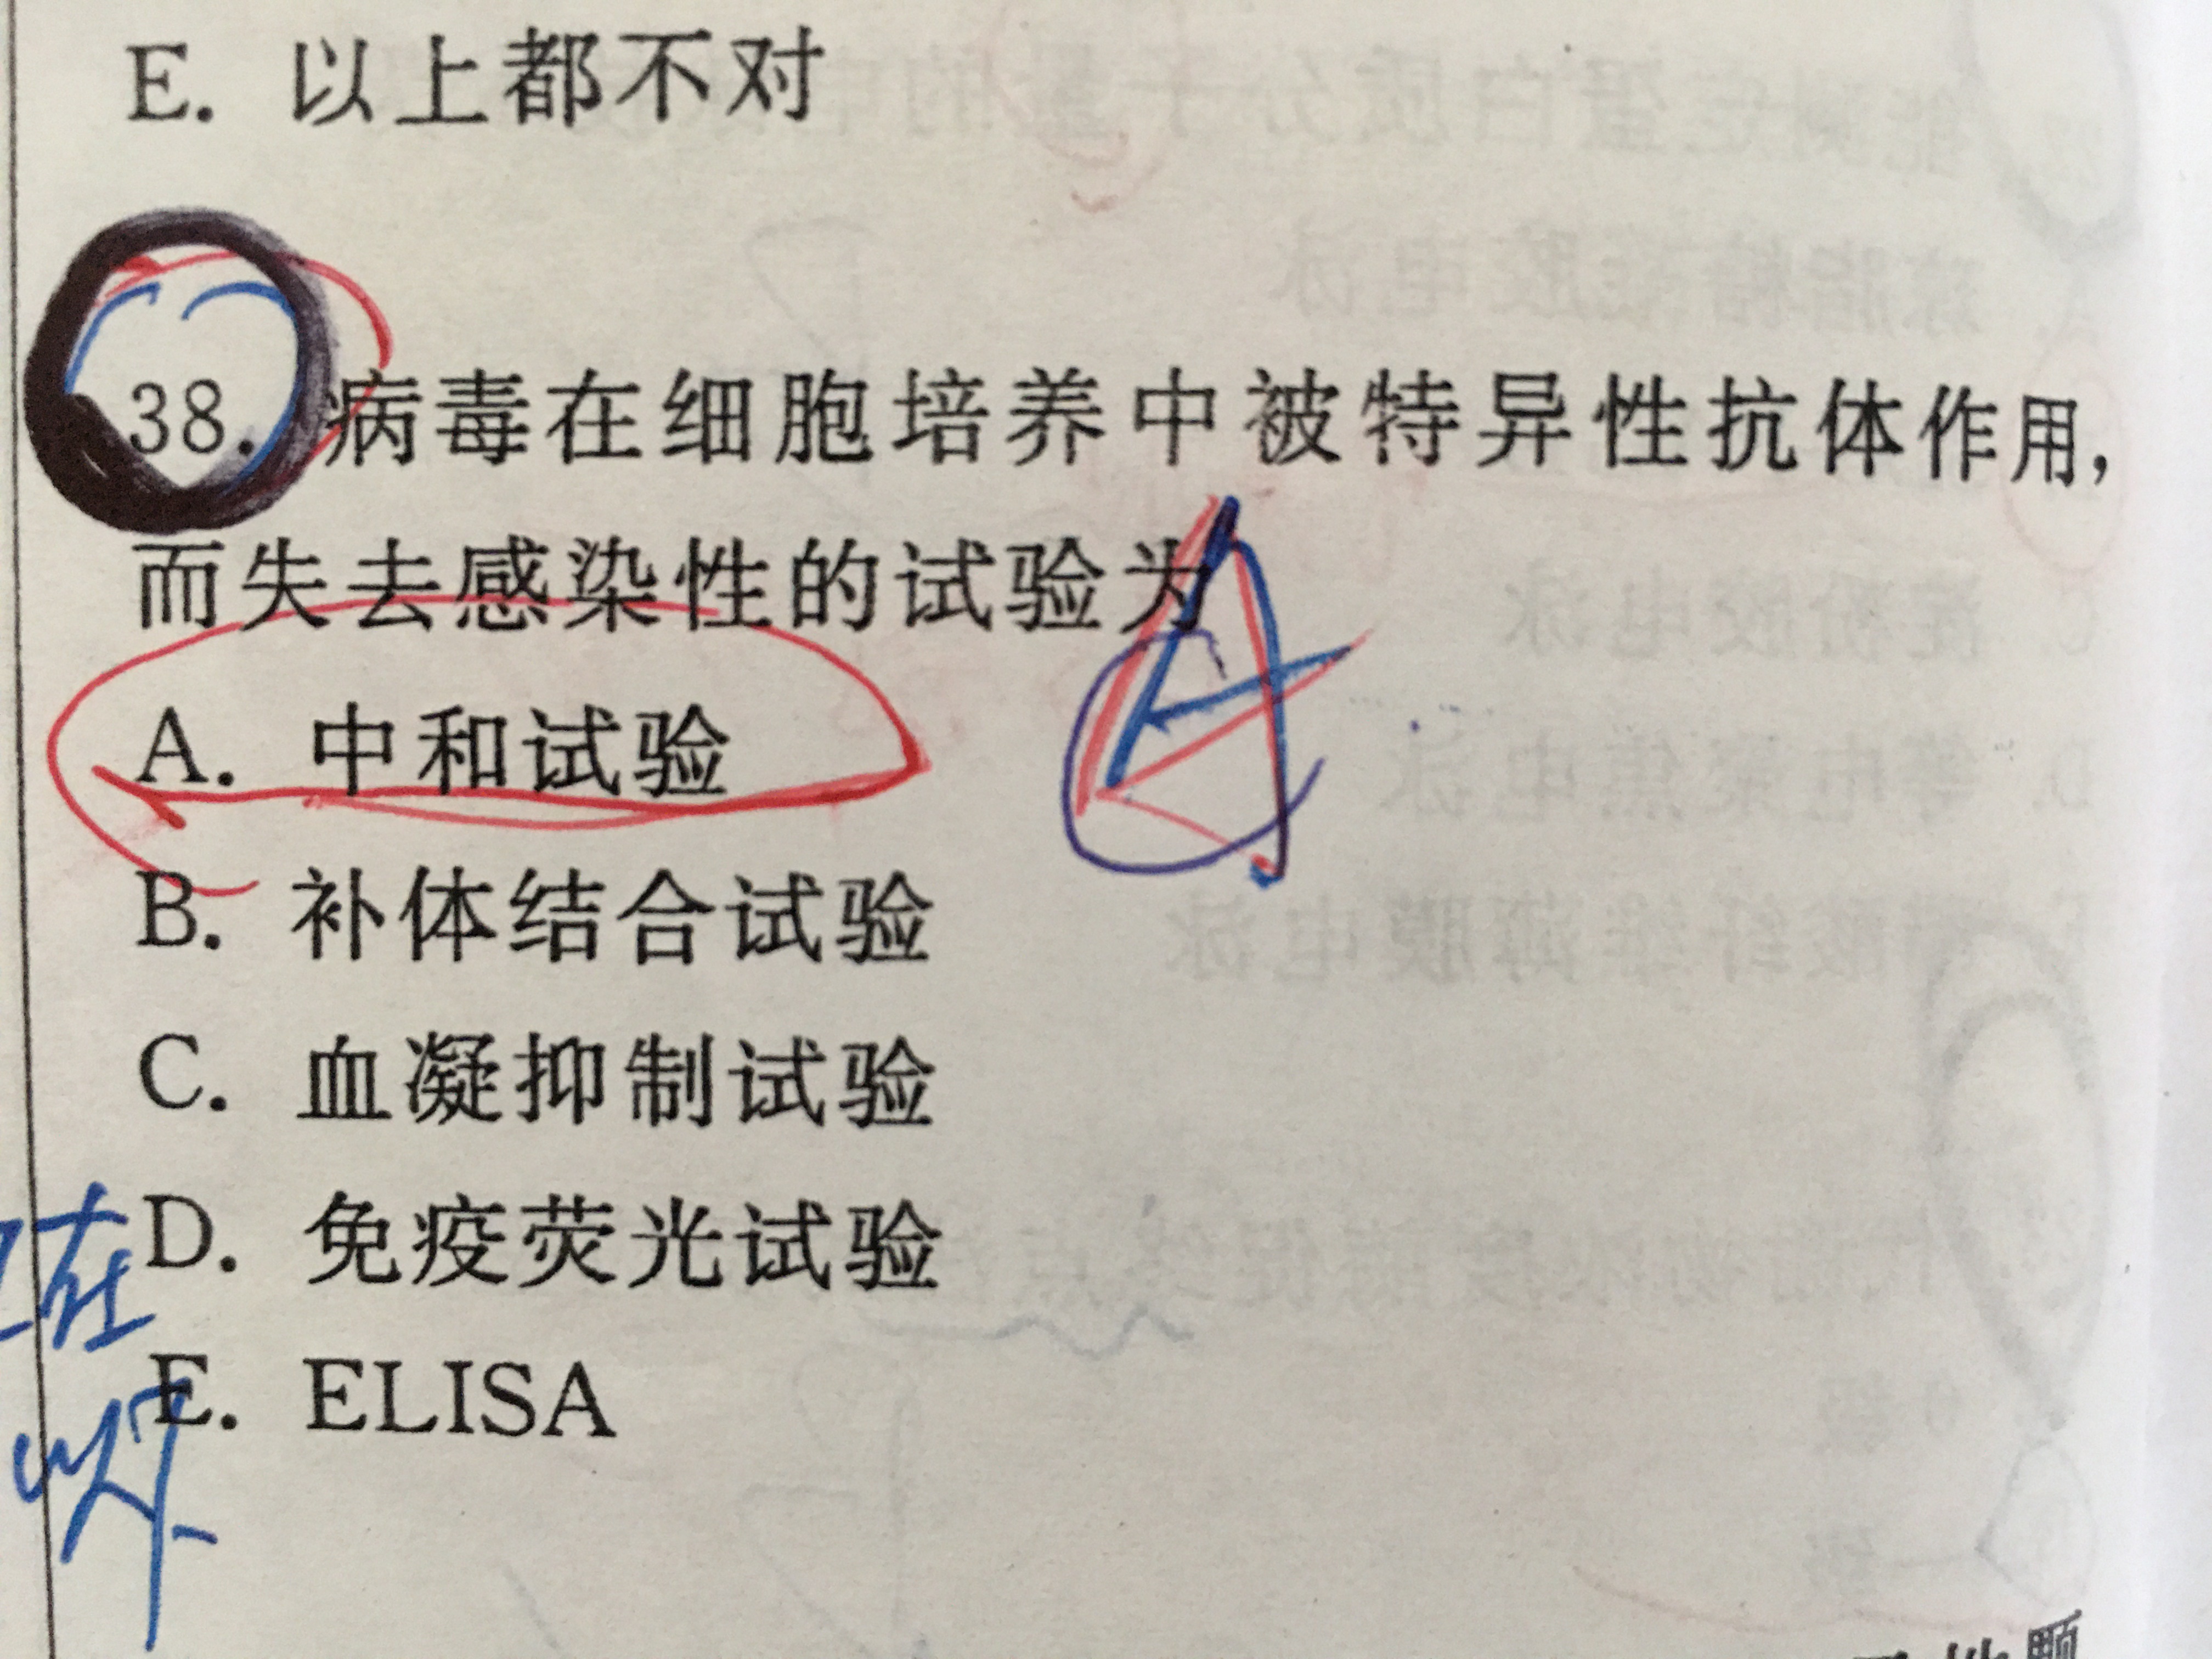 E. 以上都不对
38. 病毒在细胞培养中被特异性抗体作用,
而失去感染性的试验为
A. 中和试验
B. 补体结合试验
C. 血凝抑制试验
D. 免疫荧光试验
E. ELISA